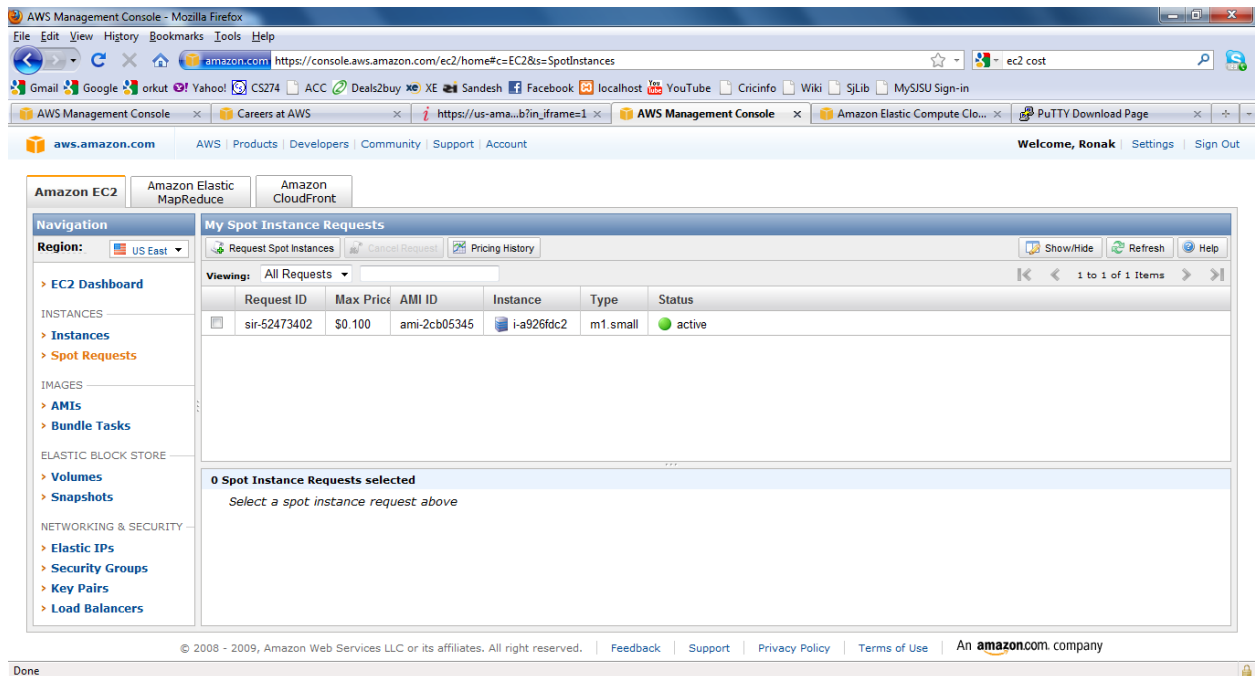 AWS Management Console - Mozilla Firefox
File Edit View History Bookmarks Tools Help
amazon.com https://console.aws.amazon.com/ec2/home#c=EC2&s=SpotInstances ec2 cost
Gmail Google orkut Yahoo! CS274 ACC Deals2buy XE Sandesh Facebook localhost YouTube Cricinfo Wiki SjLib MySJSU Sign-in
AWS Management Console Careers at AWS https://us-ama...b?in_iframe=1 AWS Management Console Amazon Elastic Compute Clo... PuTTY Download Page
aws.amazon.com AWS | Products | Developers | Community | Support | Account Welcome, Ronak | Settings | Sign Out
Amazon EC2
Amazon Elastic MapReduce
Amazon CloudFront
Navigation
Region: US East
> EC2 Dashboard
INSTANCES
> Instances
> Spot Requests
IMAGES
> AMIs
> Bundle Tasks
ELASTIC BLOCK STORE
> Volumes
> Snapshots
NETWORKING & SECURITY
> Elastic IPs
> Security Groups
> Key Pairs
> Load Balancers
My Spot Instance Requests
Request Spot Instances Cancel Request Pricing History Show/Hide Refresh Help
Viewing: All Requests 1 to 1 of 1 Items
Request ID Max Price AMI ID Instance Type Status
sir-52473402 $0.100 ami-2cb05345 i-a926fdc2 m1.small active
0 Spot Instance Requests selected
Select a spot instance request above
© 2008 - 2009, Amazon Web Services LLC or its affiliates. All right reserved. | Feedback | Support | Privacy Policy | Terms of Use | An amazon.com. company
Done